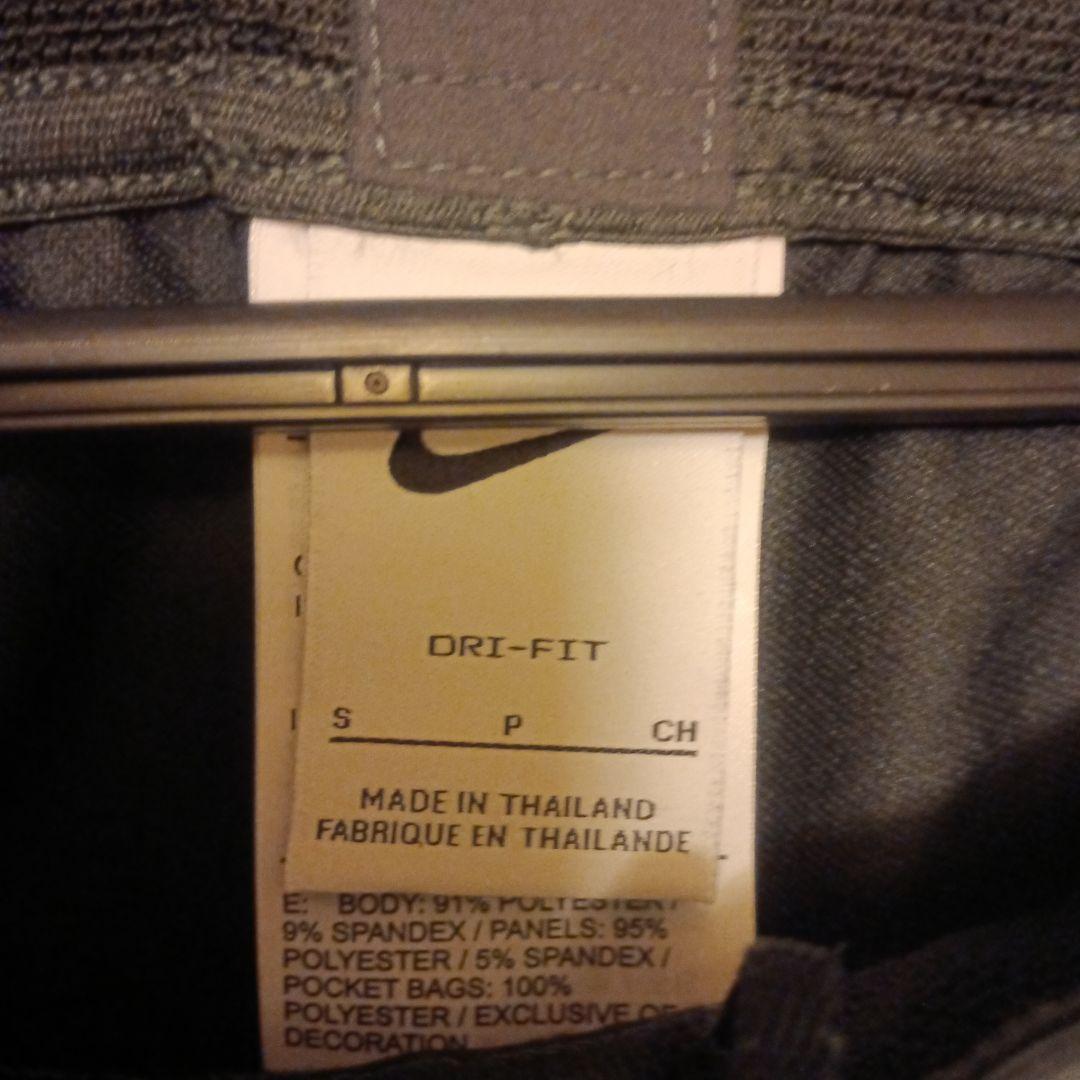 DRI-FIT
S P CH
MADE IN THAILAND
FABRIQUE EN THAILANDE
E: BODY: 91% POLYESTER /
9% SPANDEX / PANELS: 95%
POLYESTER / 5% SPANDEX /
POCKET BAGS: 100%
POLYESTER / EXCLUSIVE OF
DECORATION